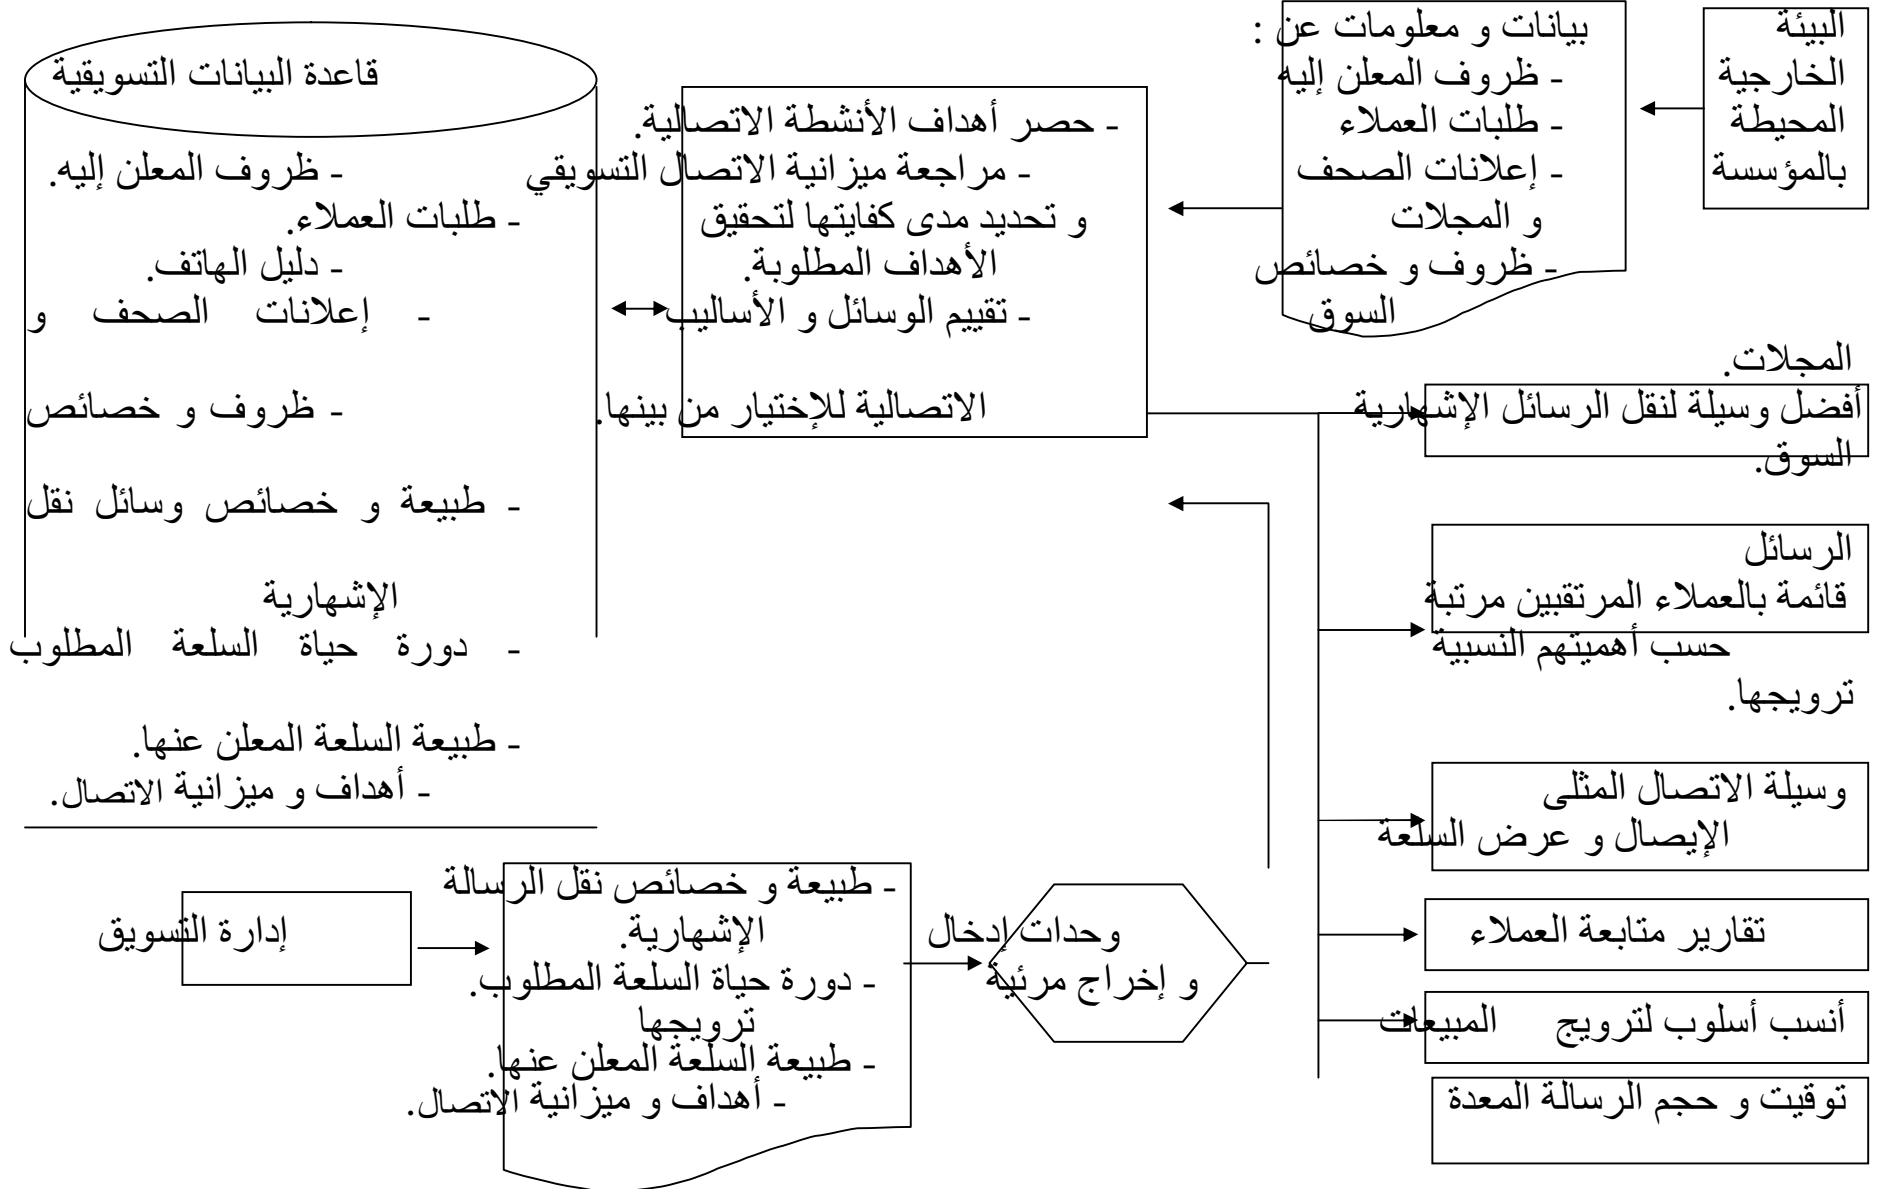 البيئة
الخارجية
المحيطة
بالمؤسسة
بيانات و معلومات عن :
- ظروف المعلن إليه
- طلبات العملاء
- إعلانات الصحف
و المجلات
- ظروف و خصائص
السوق
- حصر أهداف الأنشطة الاتصالية.
- مراجعة ميزانية الاتصال التسويقي
و تحديد مدى كفايتها لتحقيق
الأهداف المطلوبة.
- تقييم الوسائل و الأساليب
الاتصالية للإختيار من بينها.
قاعدة البيانات التسويقية
- ظروف المعلن إليه.
- طلبات العملاء.
- دليل الهاتف.
- إعلانات الصحف و
المجلات.
- ظروف و خصائص
السوق.
- طبيعة و خصائص وسائل نقل
الرسائل
الإشهارية
- دورة حياة السلعة المطلوب
ترويجها.
- طبيعة السلعة المعلن عنها.
- أهداف و ميزانية الاتصال.
أفضل وسيلة لنقل الرسائل الإشهارية
قائمة بالعملاء المرتقبين مرتبة
حسب أهميتهم النسبية
وسيلة الاتصال المثلى
الإيصال و عرض السلعة
تقارير متابعة العملاء
أنسب أسلوب لترويج المبيعات
توقيت و حجم الرسالة المعدة
وحدات إدخال
و إخراج مرئية
- طبيعة و خصائص نقل الرسالة
الإشهارية.
- دورة حياة السلعة المطلوب.
ترويجها
- طبيعة السلعة المعلن عنها.
- أهداف و ميزانية الاتصال.
إدارة التسويق